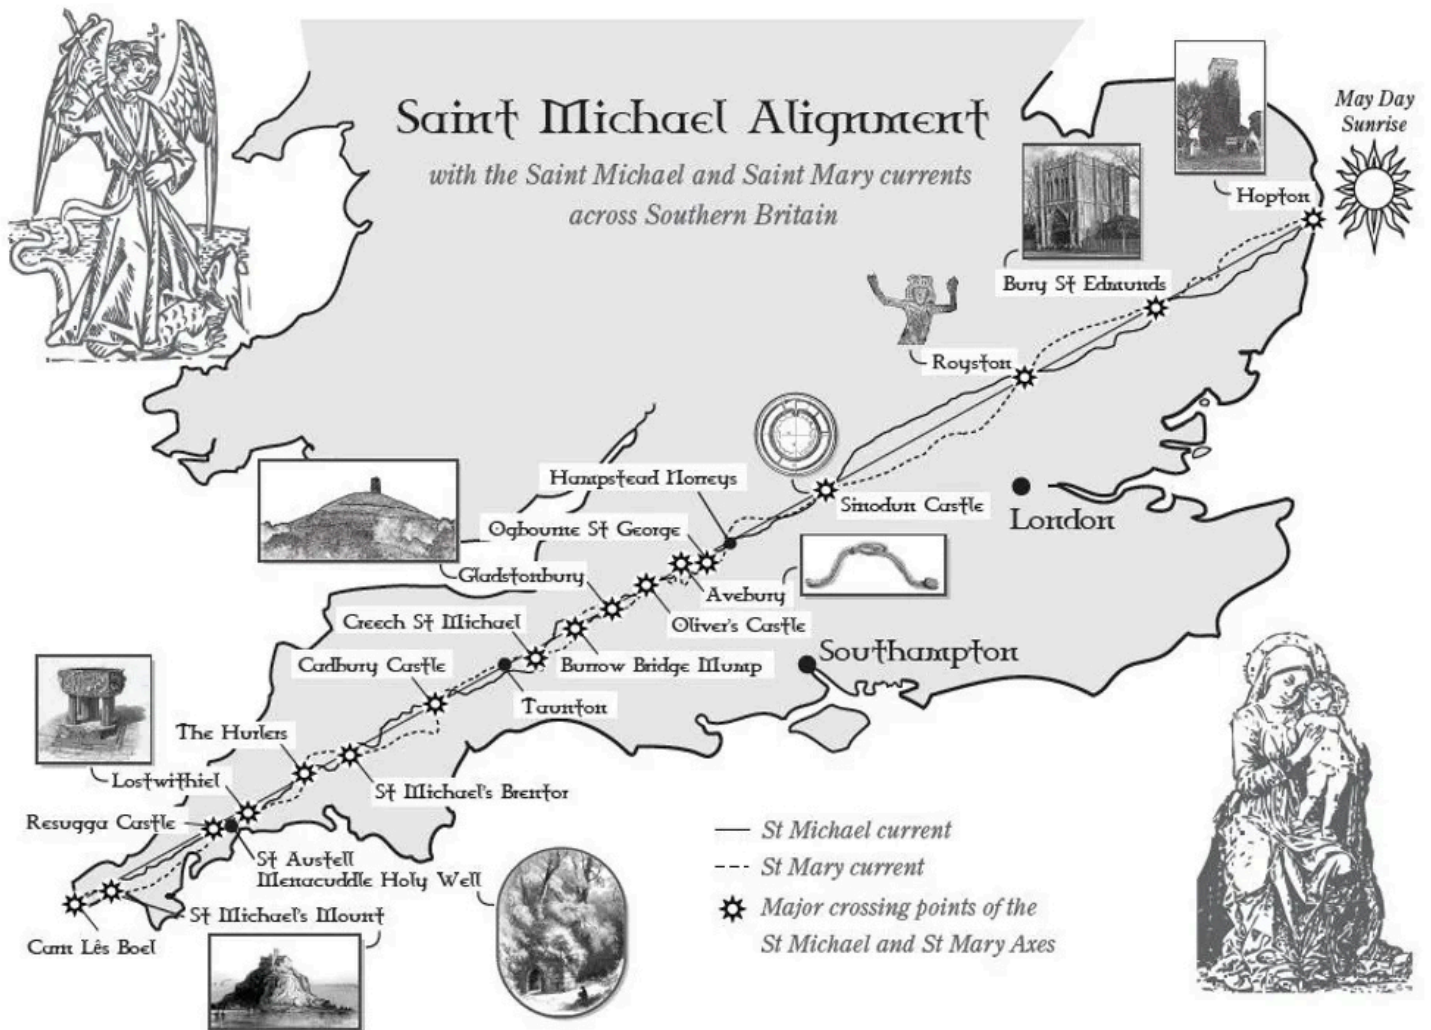 Saint Michael Alignment
with the Saint Michael and Saint Mary currents
across Southern Britain
May Day
Sunrise
Hopton
Bury St Edmunds
Royston
Hampstead Norreys
Sinodun Castle
London
Ogbourne St George
Gladstonbury
Avebury
Creech St Michael
Oliver's Castle
Cadbury Castle
Burrow Bridge Mump
Southampton
Taunton
The Hurlers
St Michael's Brentor
Lostwithiel
Resugga Castle
St Austell
Menacuddle Holy Well
St Michael's Mount
Carn Lês Boel
St Michael current
St Mary current
Major crossing points of the
St Michael and St Mary Axes